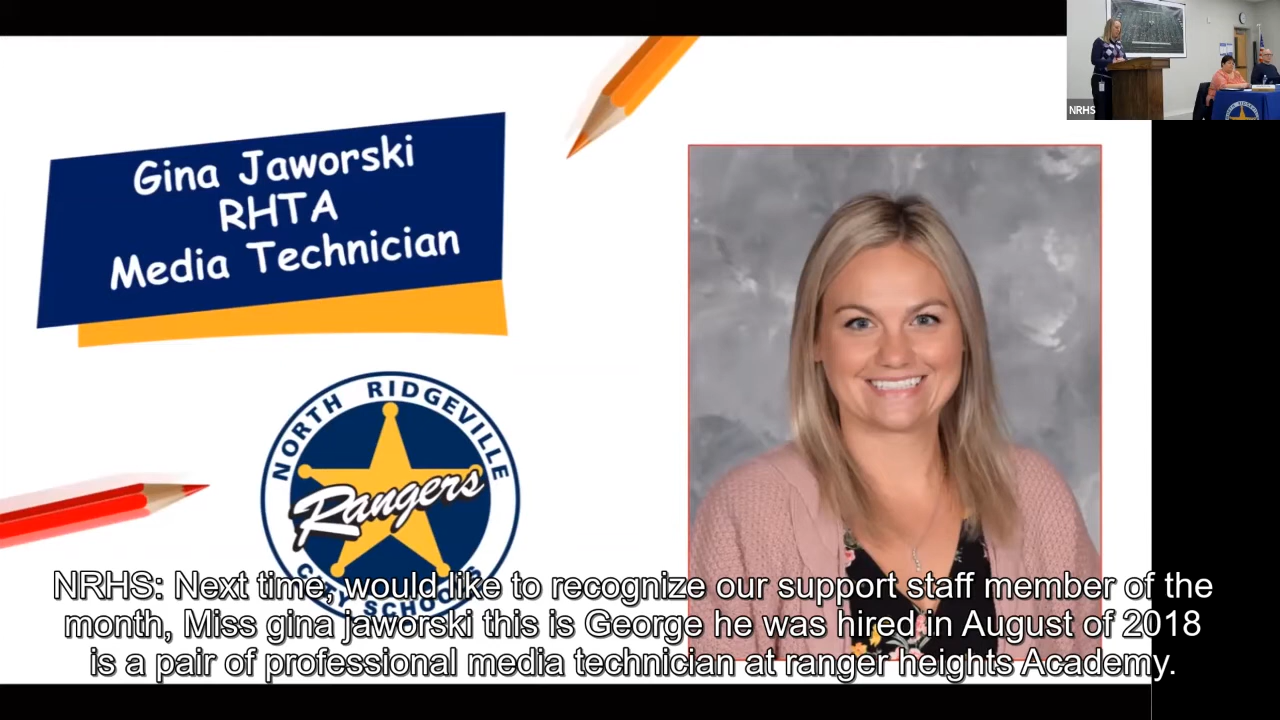 Gina Jaworski
RHTA
Media Technician
NRHS
NORTH RIDGEVILLE
Rangers
CITY SCHOOLS
NRHS: Next time, would like to recognize our support staff member of the
month, Miss gina jaworski this is George he was hired in August of 2018
is a pair of professional media technician at ranger heights Academy.